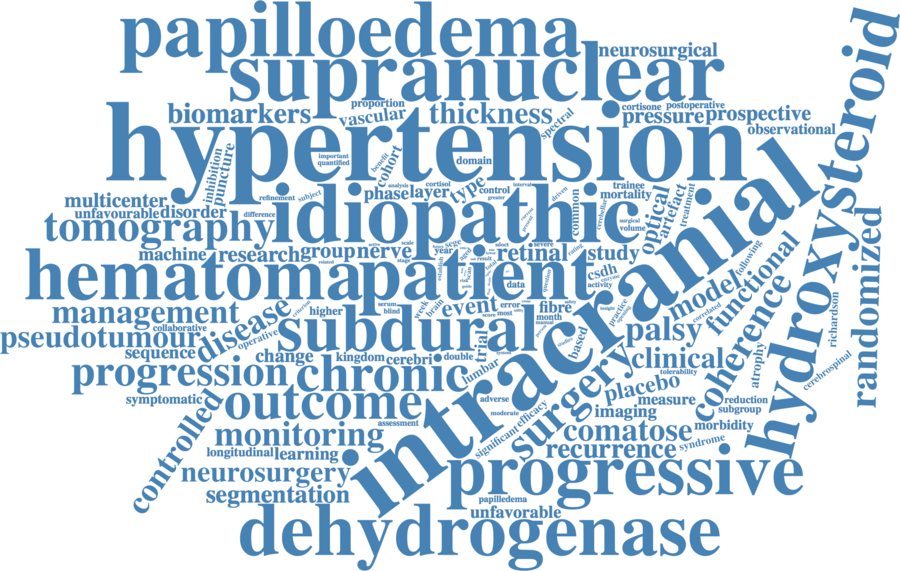 papilloedema
neurosurgical
supranuclear
hydroxysteroid
biomarkers
proportion
vascular
thickness
spectral
cortisone
postoperative
pressure
prospective
observational
hypertension
important
quantified
benefit
cohort
domain
inhibition
puncture
intracranial
multicenter
unfavourable
disorder
refinement
subject
phase
analysis
layer
cortisol
type
control
greater
interval
driven
common
trainee
mortality
cerebellar
surgical
volume
optical
artefact
treatment
idiopathic
tomography
difference
machine
research
group
nerve
year
retinal
study
related
severe
result
data
csdh
activity
following
functional
randomized
hematoma
patient
management
disease
criterion
higher
serum
blind
week
brain
event
error
most
fibre
month
manual
practice
model
correlated
coherence
richardson
pseudotumour
collaborative
operative
subdural
trial
based
palsy
sequence
change
kingdom
cerebri
double
lumbar
clinical
tolerability
atrophy
cerebrospinal
progression
chronic
surgery
placebo
measure
reduction
subgroup
symptomatic
controlled
outcome
assessment
adverse
moderate
significant
efficacy
imaging
comatose
morbidity
syndrome
monitoring
longitudinal
learning
recurrence
neurosurgery
segmentation
progressive
papilledema
unfavorable
dehydrogenase